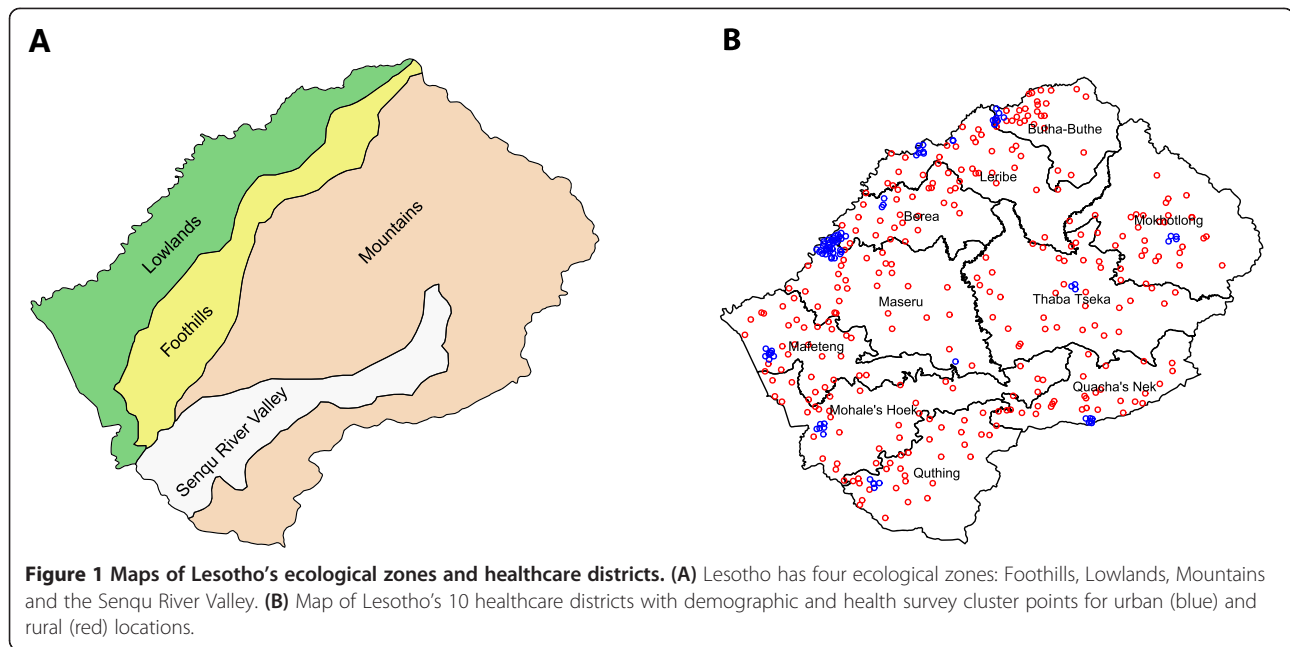 A
B
Lowlands
Foothills
Mountains
Senqu River Valley
Butha-Buthe
Leribe
Berea
Mokhotlong
Maseru
Thaba Tseka
Mafeteng
Quacha's Nek
Mohale's Hoek
Quthing
Figure 1 Maps of Lesotho's ecological zones and healthcare districts. (A) Lesotho has four ecological zones: Foothills, Lowlands, Mountains
and the Senqu River Valley. (B) Map of Lesotho's 10 healthcare districts with demographic and health survey cluster points for urban (blue) and
rural (red) locations.